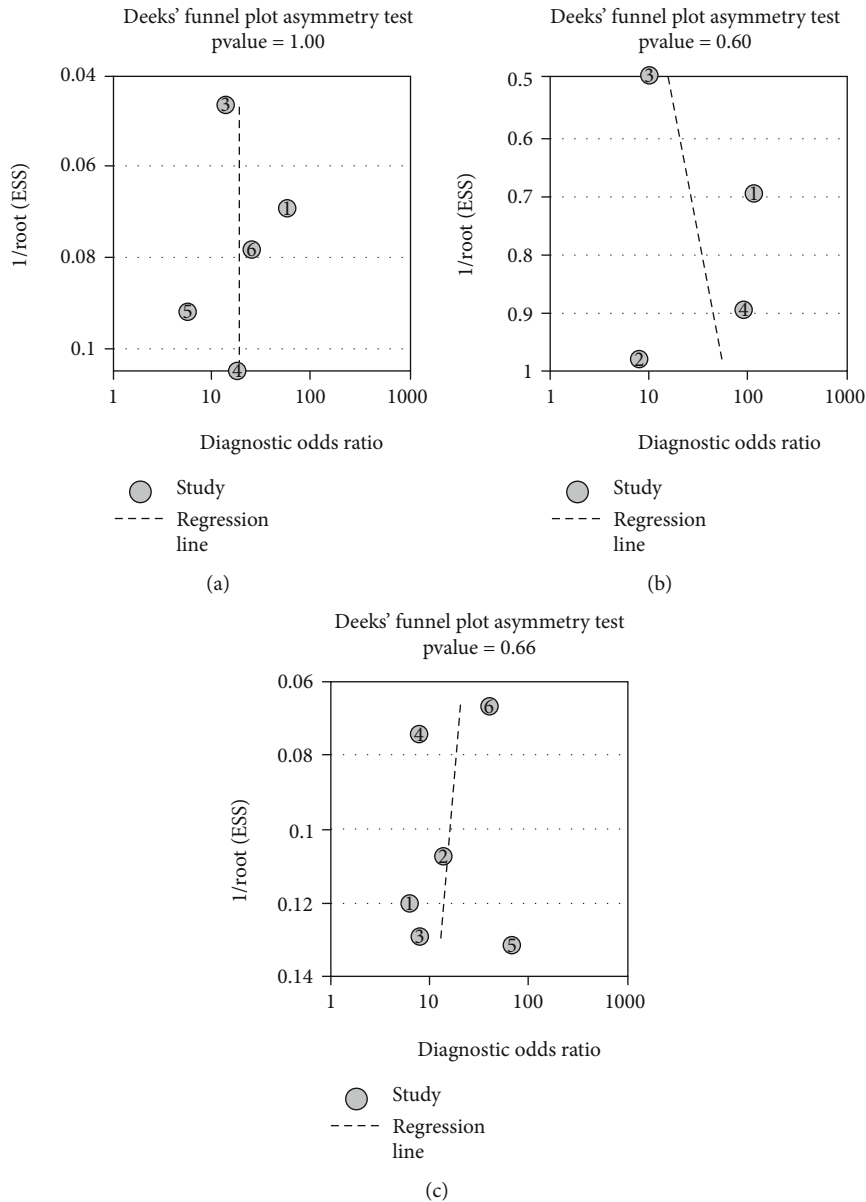 Deeks' funnel plot asymmetry test
pvalue = 1.00
0.04
0.06
0.08
0.1
1/root (ESS)
3
1
6
5
4
1 10 100 1000
Diagnostic odds ratio
Study
Regression
line
(a)
Deeks' funnel plot asymmetry test
pvalue = 0.60
0.5
0.6
0.7
0.8
0.9
1
1/root (ESS)
3
1
4
2
1 10 100 1000
Diagnostic odds ratio
Study
Regression
line
(b)
Deeks' funnel plot asymmetry test
pvalue = 0.66
0.06
0.08
0.1
0.12
0.14
1/root (ESS)
6
4
2
1
3
5
1 10 100 1000
Diagnostic odds ratio
Study
Regression
line
(c)